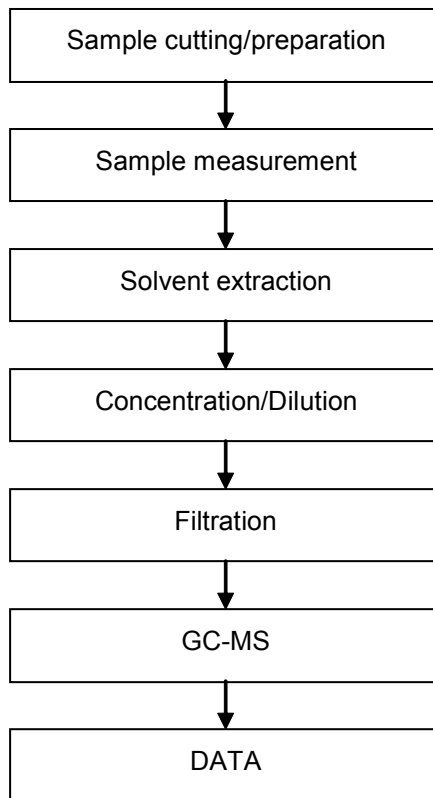 Sample cutting/preparation
Sample measurement
Solvent extraction
Concentration/Dilution
Filtration
GC-MS
DATA